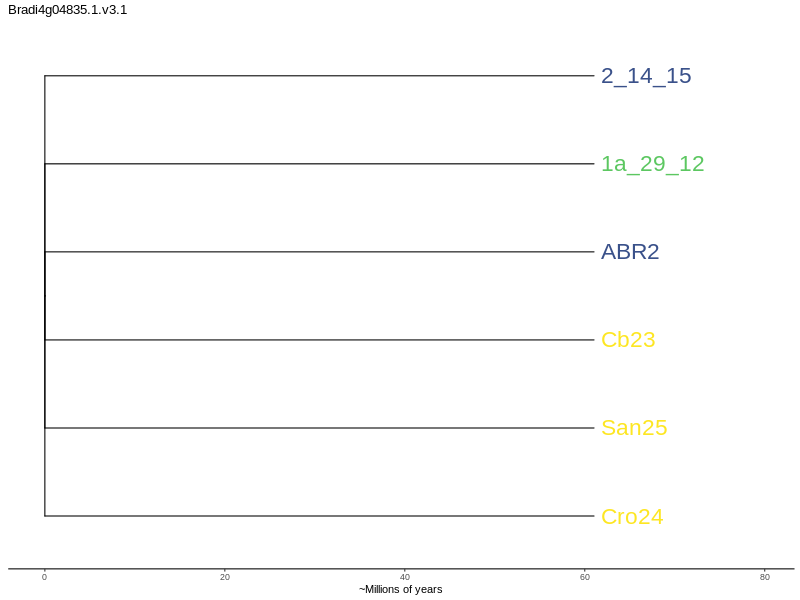 Bradi4g04835.1.v3.1
2_14_15
1a_29_12
ABR2
Cb23
San25
Cro24
0 20 40 60 80
~Millions of years